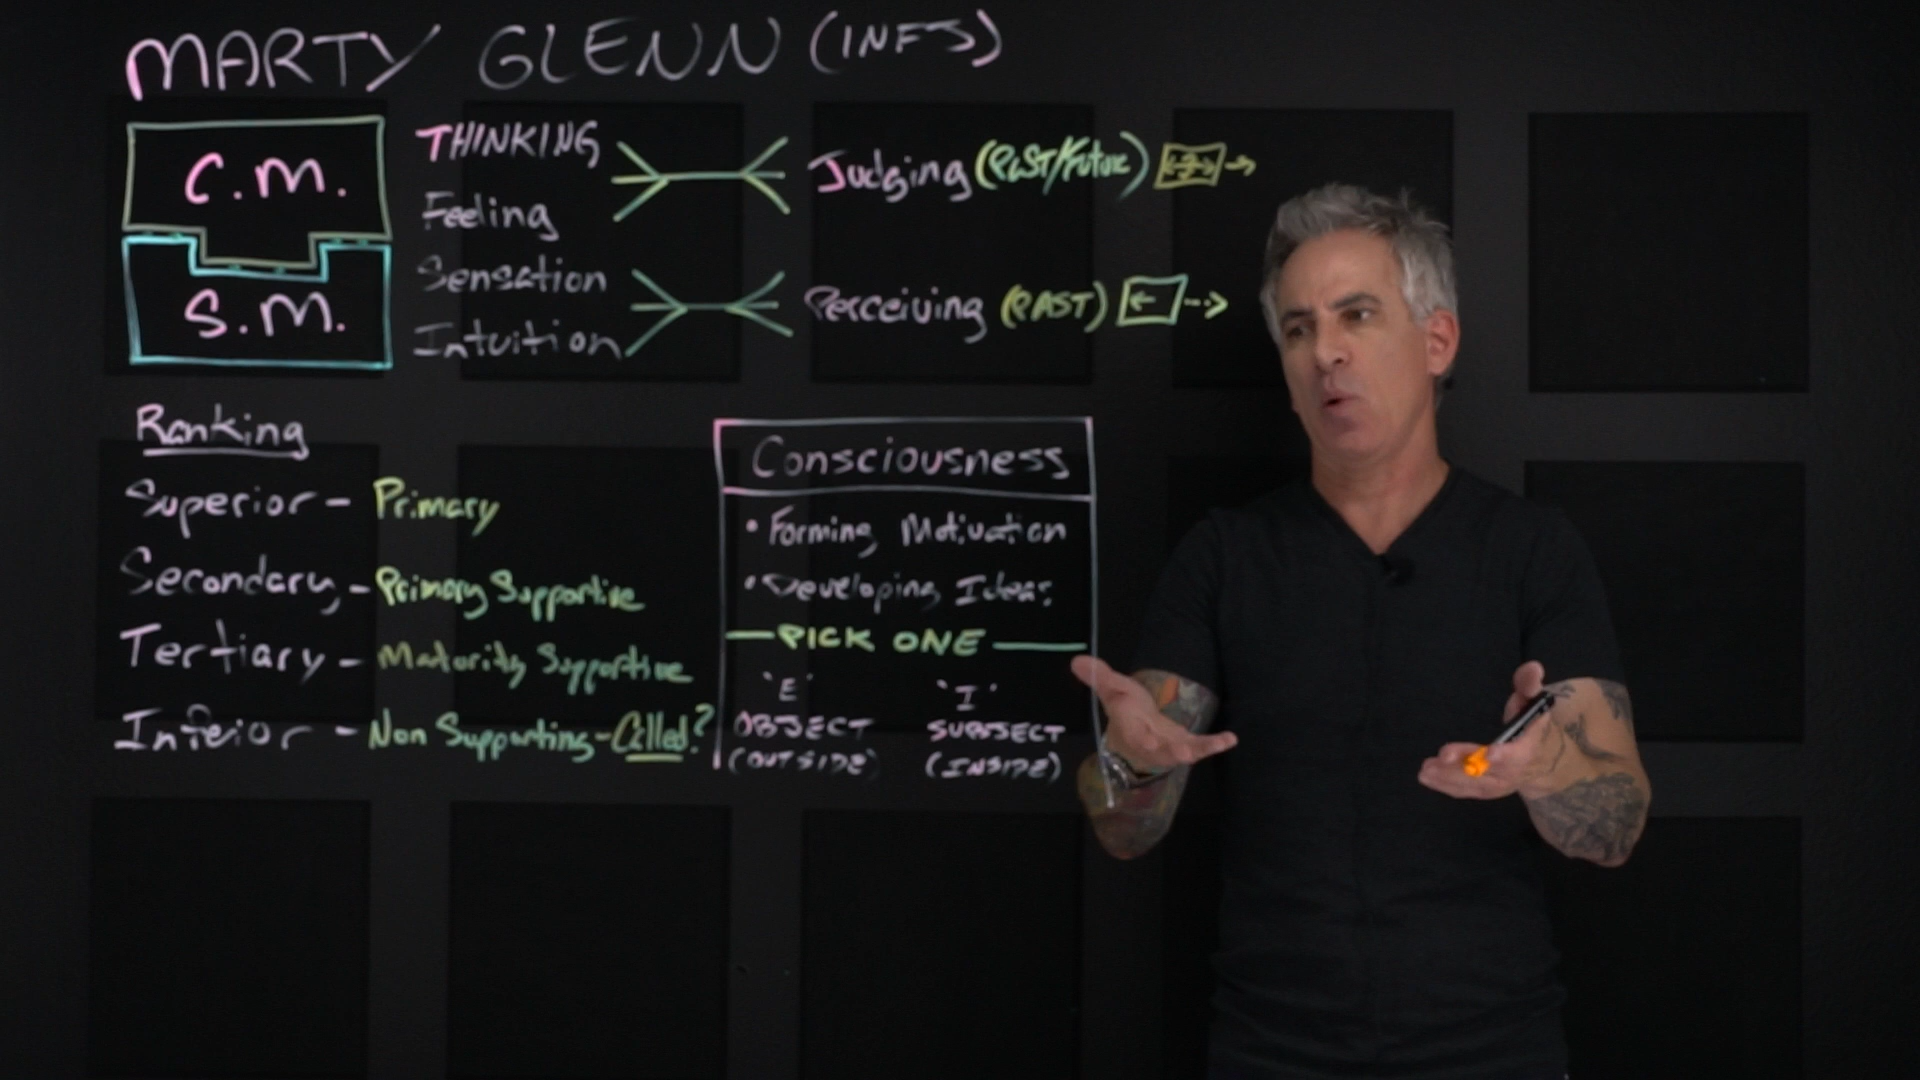 MARTY GLENN (INFJ)
C.M.
S.M.
THINKING
Feeling
Sensation
Intuition
Judging (PAST/Future)
Perceiving (PAST)
Ranking
Superior - Primary
Secondary - Primary Supportive
Tertiary - Maturity Supportive
Inferior - Non Supporting - Called?
Consciousness
• Forming Motivation
• Developing Ideas
— PICK ONE —
"E" "I"
OBJECT SUBJECT
(OUTSIDE) (INSIDE)